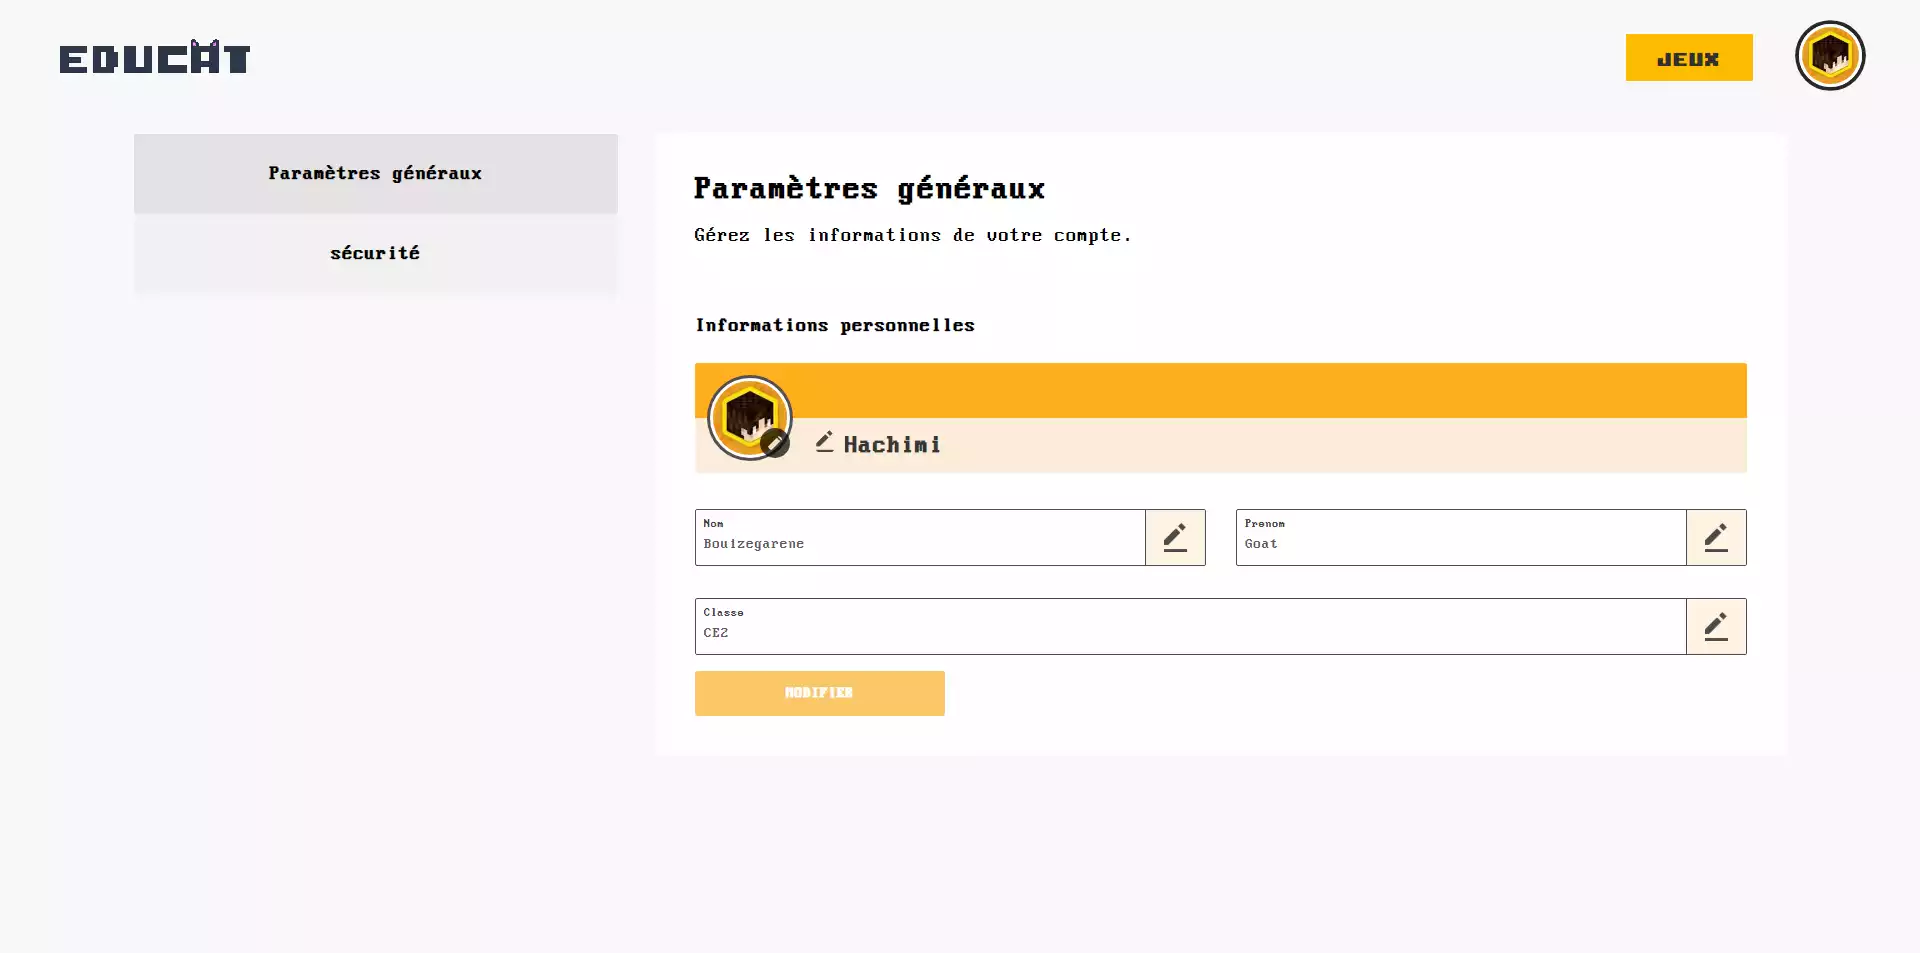 EDUCAT
JEUX
Paramètres généraux
sécurité
Paramètres généraux
Gérez les informations de votre compte.
Informations personnelles
Hachimi
Nom
Bouizegarene
Prenom
Goat
Classe
CE2
MODIFIER